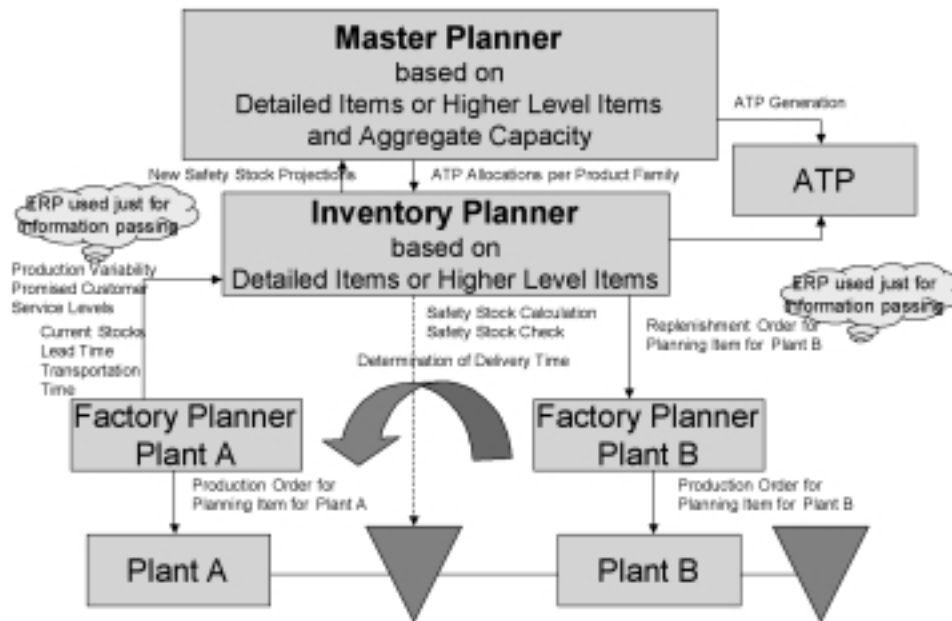 Master Planner
based on
Detailed Items or Higher Level Items
and Aggregate Capacity
ATP Generation
ATP
New Safety Stock Projections
ATP Allocations per Product Family
ERP used just for
information passing
Inventory Planner
based on
Detailed Items or Higher Level Items
Production Variability
Promised Customer
Service Levels
Current Stocks
Lead Time
Transportation
Time
ERP used just for
information passing
Safety Stock Calculation
Safety Stock Check
Determination of Delivery Time
Replenishment Order for
Planning Item for Plant B
Factory Planner
Plant A
Factory Planner
Plant B
Production Order for
Planning Item for Plant A
Production Order for
Planning Item for Plant B
Plant A
Plant B